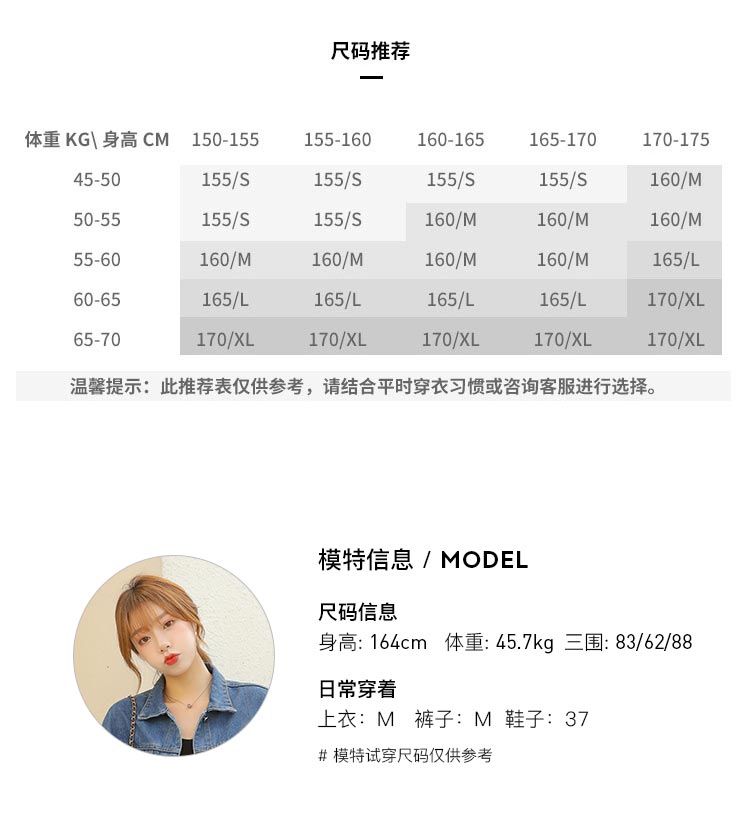 尺码推荐
体重 KG\ 身高 CM 150-155 155-160 160-165 165-170 170-175
45-50 155/S 155/S 155/S 155/S 160/M
50-55 155/S 155/S 160/M 160/M 160/M
55-60 160/M 160/M 160/M 160/M 165/L
60-65 165/L 165/L 165/L 165/L 170/XL
65-70 170/XL 170/XL 170/XL 170/XL 170/XL
温馨提示：此推荐表仅供参考，请结合平时穿衣习惯或咨询客服进行选择。
模特信息 / MODEL
尺码信息
身高: 164cm 体重: 45.7kg 三围: 83/62/88
日常穿着
上衣：M 裤子：M 鞋子：37
# 模特试穿尺码仅供参考